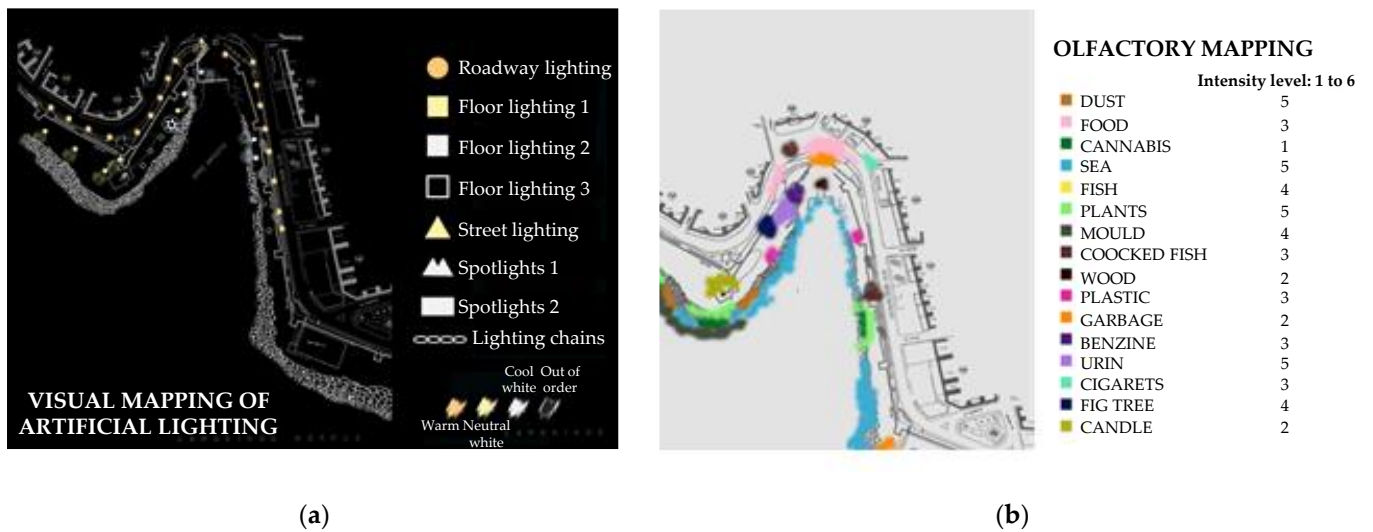 Roadway lighting
Floor lighting 1
Floor lighting 2
Floor lighting 3
Street lighting
Spotlights 1
Spotlights 2
Lighting chains
Cool Out of
white order
Warm Neutral
white
VISUAL MAPPING OF
ARTIFICIAL LIGHTING
(a)
OLFACTORY MAPPING
Intensity level: 1 to 6
DUST 5
FOOD 3
CANNABIS 1
SEA 5
FISH 4
PLANTS 5
MOULD 4
COOCKED FISH 3
WOOD 2
PLASTIC 3
GARBAGE 2
BENZINE 3
URIN 5
CIGARETS 3
FIG TREE 4
CANDLE 2
(b)